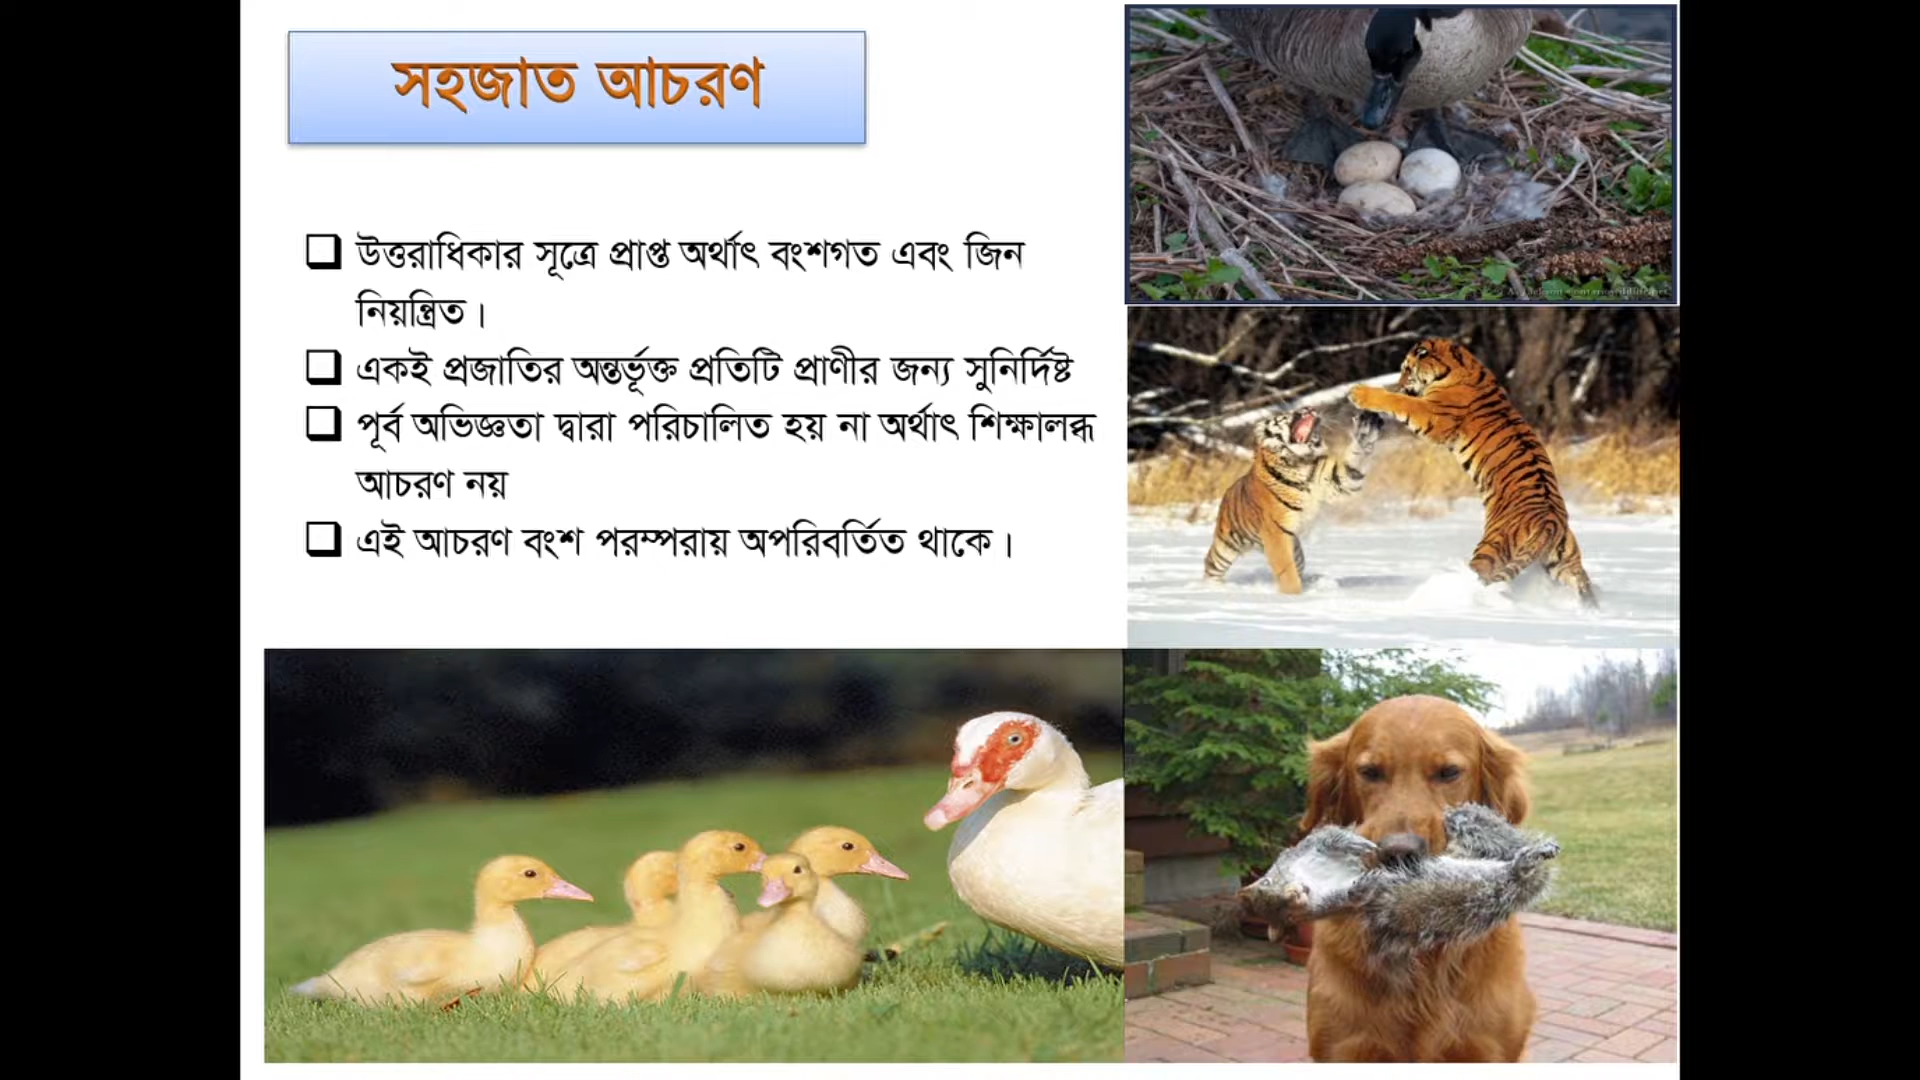 সহজাত আচরণ
উত্তরাধিকার সূত্রে প্রাপ্ত অর্থাৎ বংশগত এবং জিন
নিয়ন্ত্রিত।
একই প্রজাতির অন্তর্ভূক্ত প্রতিটি প্রাণীর জন্য সুনির্দিষ্ট
পূর্ব অভিজ্ঞতা দ্বারা পরিচালিত হয় না অর্থাৎ শিক্ষালব্ধ
আচরণ নয়
এই আচরণ বংশ পরম্পরায় অপরিবর্তিত থাকে।